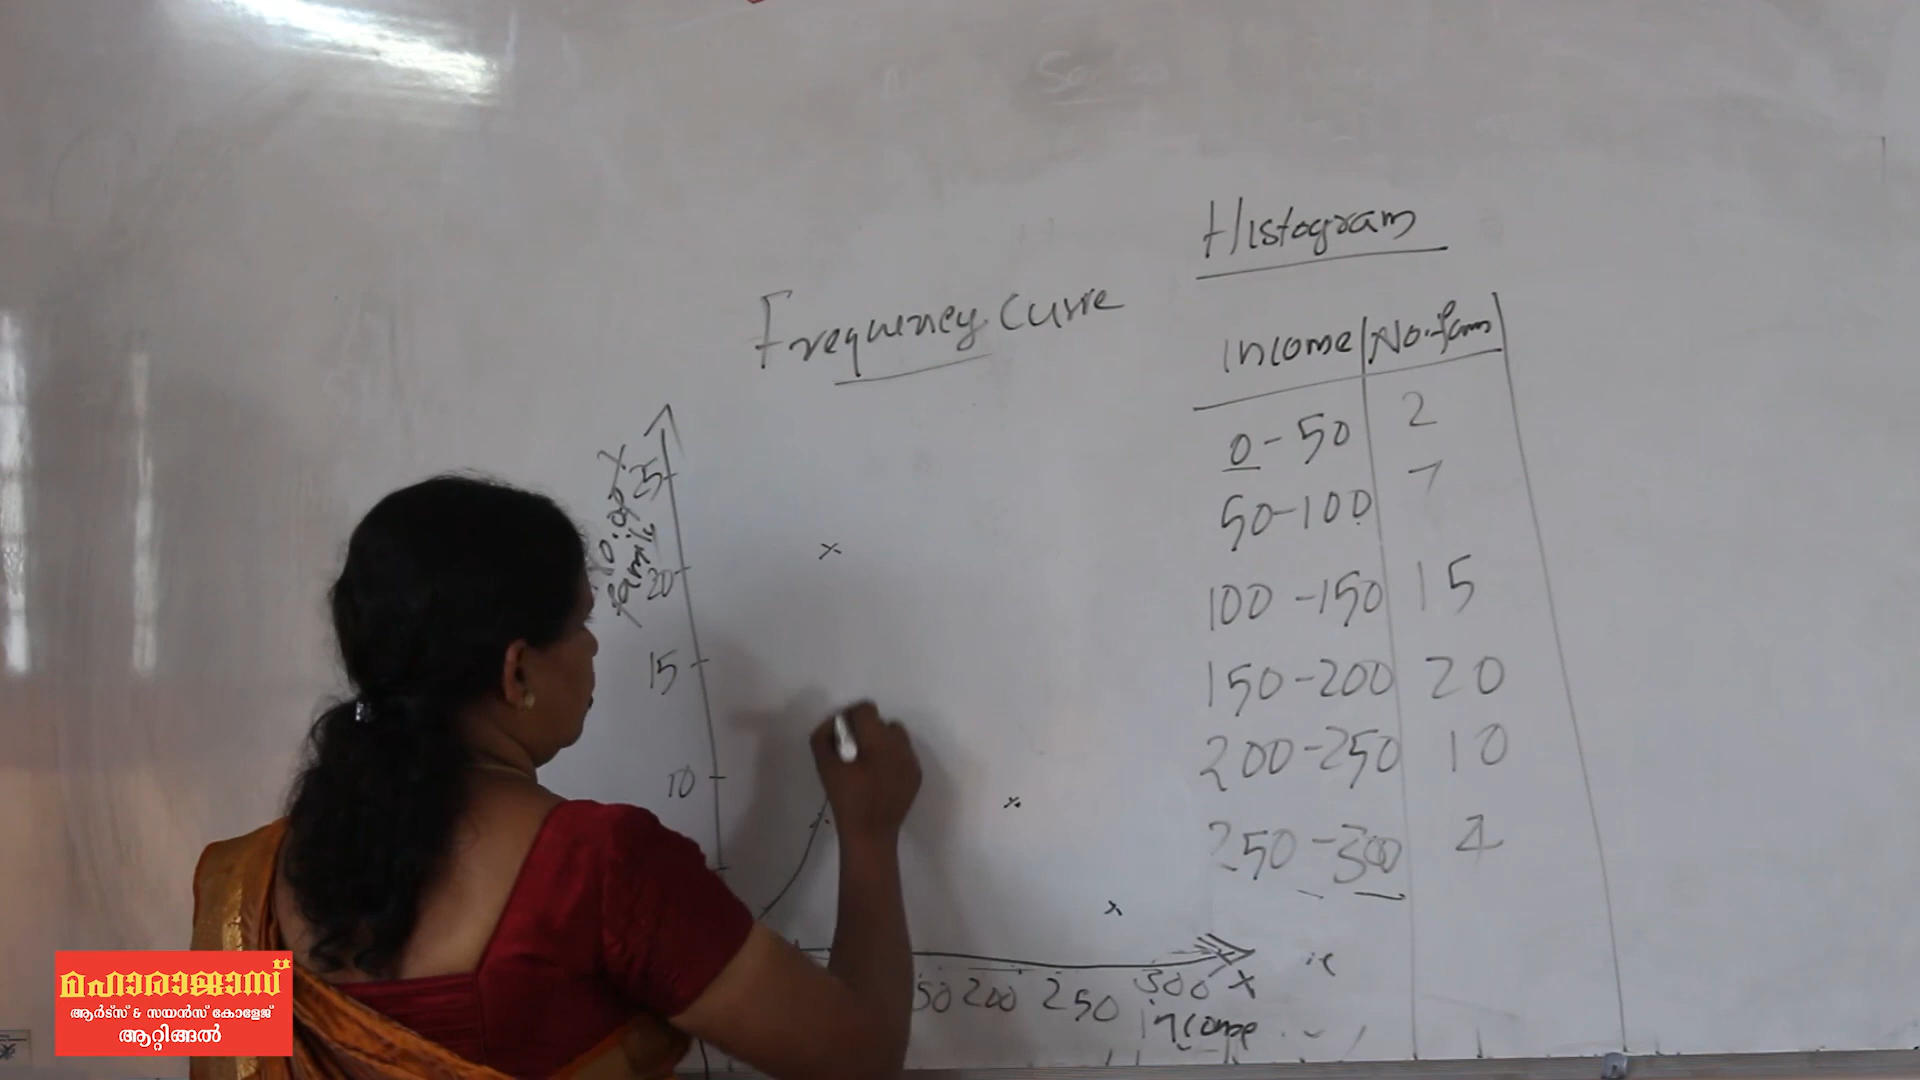 Histogram
Frequency Curve
Income No. fam
0 - 50 2
50-100 7
100 - 150 15
150 - 200 20
200 - 250 10
250 - 300 4
25
20
15
10
No. of
famile
50 200 250 300 X
Income
മഹാരാജാസ്
ആർട്സ് & സയൻസ് കോളേജ്
ആറ്റിങ്ങൽ